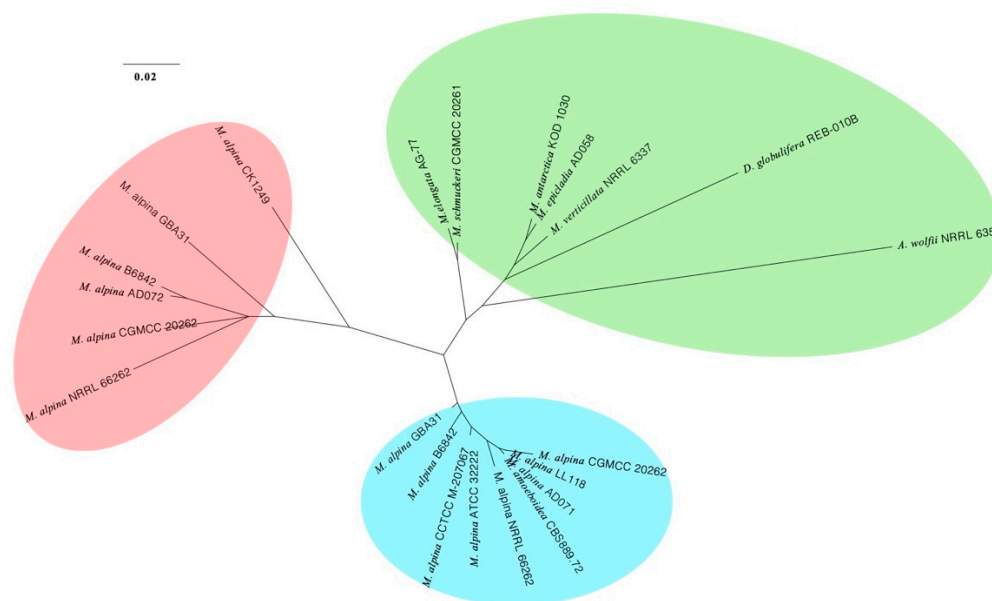 0.02
M. alpina CK1249
M. alpina GBA31
M. alpina B6842
M. alpina AD072
M. alpina CGMCC 20262
M. alpina NRRL 66262
M. elongata AG-77
M. schmuckeri CGMCC 20261
M. antarctica KOD 1030
M. epicladia AD058
M. verticillata NRRL 6337
D. globulifera REB-010B
A. wolfii NRRL 635
M. alpina GBA31
M. alpina B6842
M. alpina CCTCC M-207067
M. alpina ATCC 32222
M. alpina NRRL 66262
M. amoeboidea CBS889.72
M. alpina AD071
M. alpina LL118
M. alpina CGMCC 20262